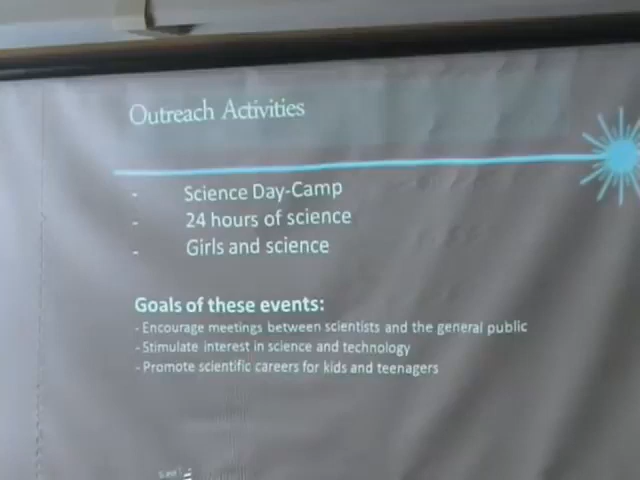 Outreach Activities
- Science Day-Camp
- 24 hours of science
- Girls and science
Goals of these events:
- Encourage meetings between scientists and the general public
- Stimulate interest in science and technology
- Promote scientific careers for kids and teenagers